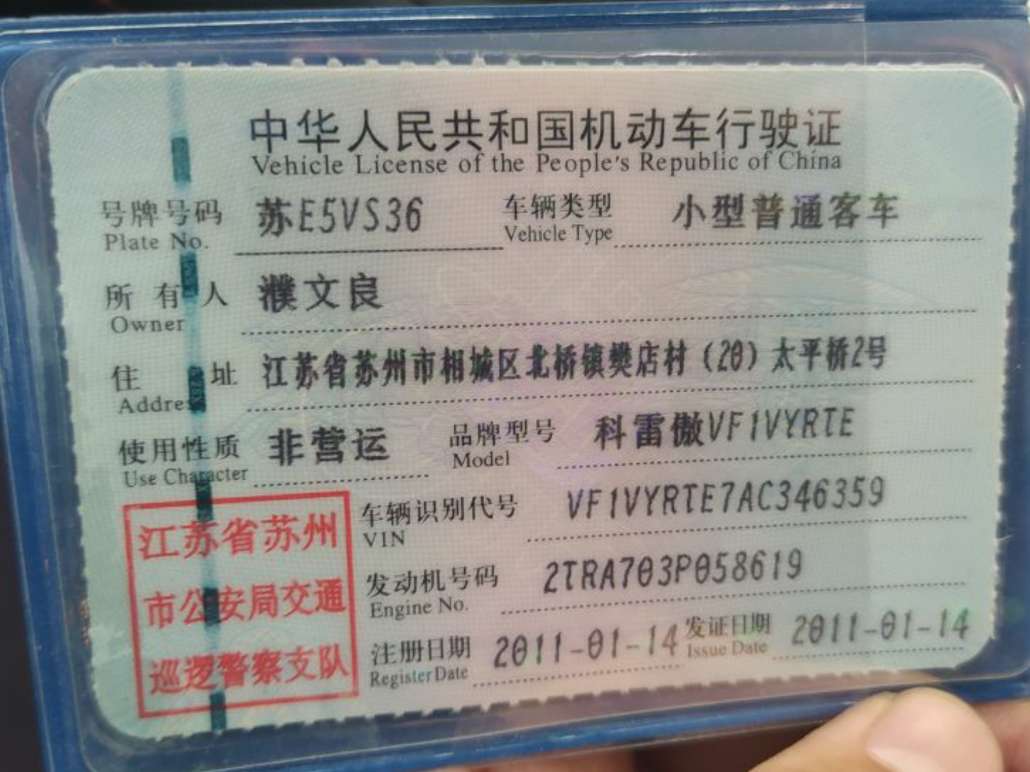 中华人民共和国机动车行驶证
Vehicle License of the People's Republic of China
号牌号码 苏E5VS36 车辆类型 小型普通客车
Plate No. Vehicle Type
所有人 濮文良
Owner
住址 江苏省苏州市相城区北桥镇樊店村（20）太平桥2号
Address
使用性质 非营运 品牌型号 科雷傲VF1VYRTE
Use Character Model
江苏省苏州
市公安局交通
巡逻警察支队
车辆识别代号 VF1VYRTE7AC346359
VIN
发动机号码 2TRA703P058619
Engine No.
注册日期 2011-01-14 发证日期 2011-01-14
Register Date Issue Date